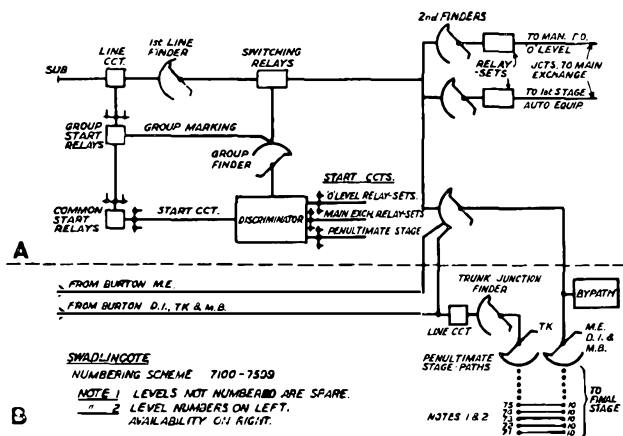 2nd FINDERS
1st LINE
FINDER
LINE
CCT.
SWITCHING
RELAYS
SUB
TO MAN.
O' LEVEL
RELAY
-SETS
JCTS. TO MAIN
EXCHANGE
TO 1st STAGE
AUTO EQUIP.
GROUP
START
RELAYS
GROUP MARKING
GROUP
FINDER
START CCTS.
COMMON
START
RELAYS
START CCT.
DISCRIMINATOR
O'LEVEL RELAY-SETS.
MAIN EXCH. RELAY-SETS
PENULTIMATE STAGE
A
FROM BURTON M.E.
FROM BURTON D.I., TK & M.B.
TRUNK JUNCTION
FINDER
BYPATH
LINE CCT
TK
M.E.
D.I. &
M.B.
PENULTIMATE
STAGE-PATHS
SWADLINCOTE
NUMBERING SCHEME 7100-7599
NOTE 1 LEVELS NOT NUMBERED ARE SPARE.
" 2 LEVEL NUMBERS ON LEFT.
AVAILABILITY ON RIGHT.
B
NOTES 1 & 2
TO
FINAL
STAGE
75 10
74 10
73 10
72 10
71 10